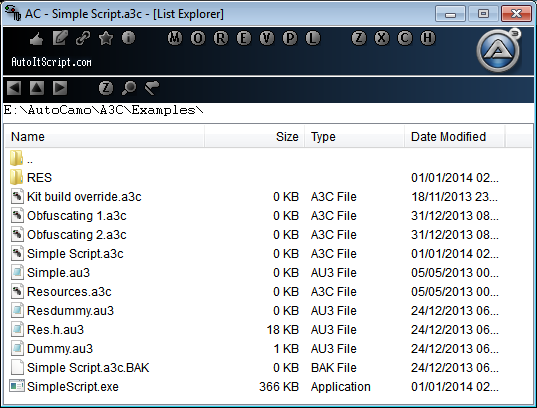 AC - Simple Script.a3c - [List Explorer]
M O R E V P L Z X C H
3
AutoItScript.com
Z
E:\AutoCamo\A3C\Examples\
Name Size Type Date Modified
..
RES 01/01/2014 02...
Kit build override.a3c 0 KB A3C File 18/11/2013 23...
Obfuscating 1.a3c 0 KB A3C File 31/12/2013 08...
Obfuscating 2.a3c 0 KB A3C File 31/12/2013 08...
Simple Script.a3c 0 KB A3C File 01/01/2014 02...
Simple.au3 0 KB AU3 File 05/05/2013 00...
Resources.a3c 0 KB A3C File 05/05/2013 00...
Resdummy.au3 0 KB AU3 File 24/12/2013 06...
Res.h.au3 18 KB AU3 File 24/12/2013 06...
Dummy.au3 1 KB AU3 File 24/12/2013 06...
Simple Script.a3c.BAK 0 KB BAK File 24/12/2013 06...
SimpleScript.exe 366 KB Application 01/01/2014 02...